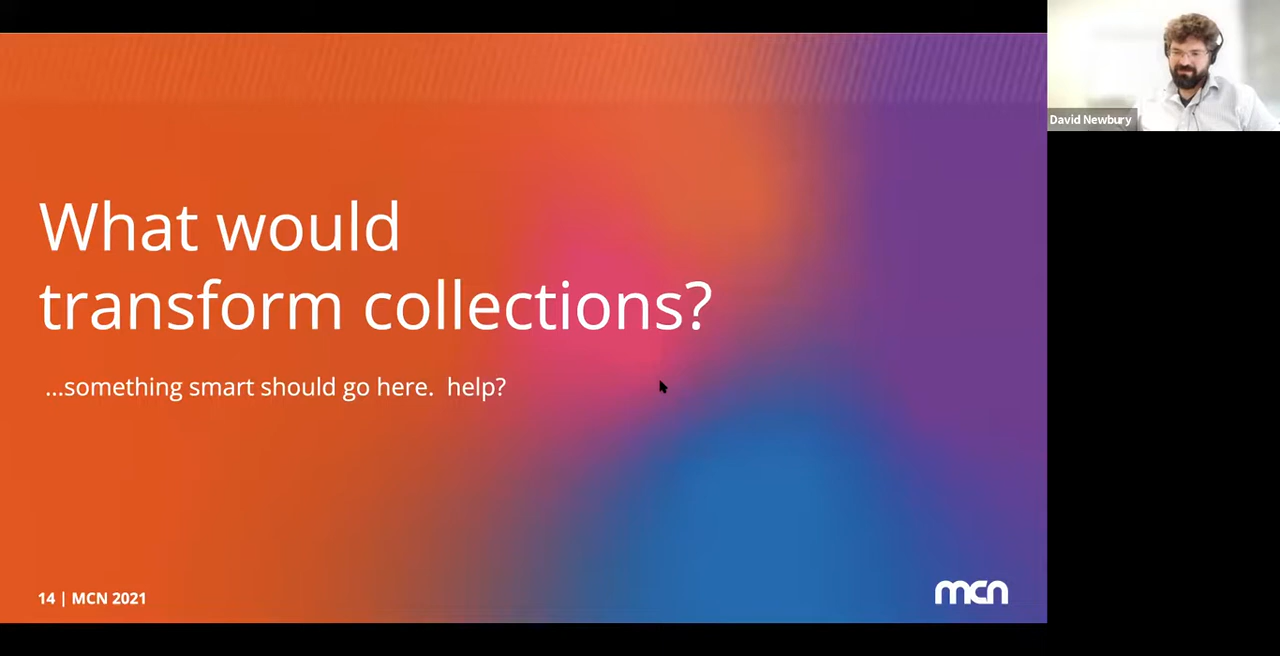 David Newbury
What would
transform collections?
...something smart should go here.  help?
14 | MCN 2021
mcn